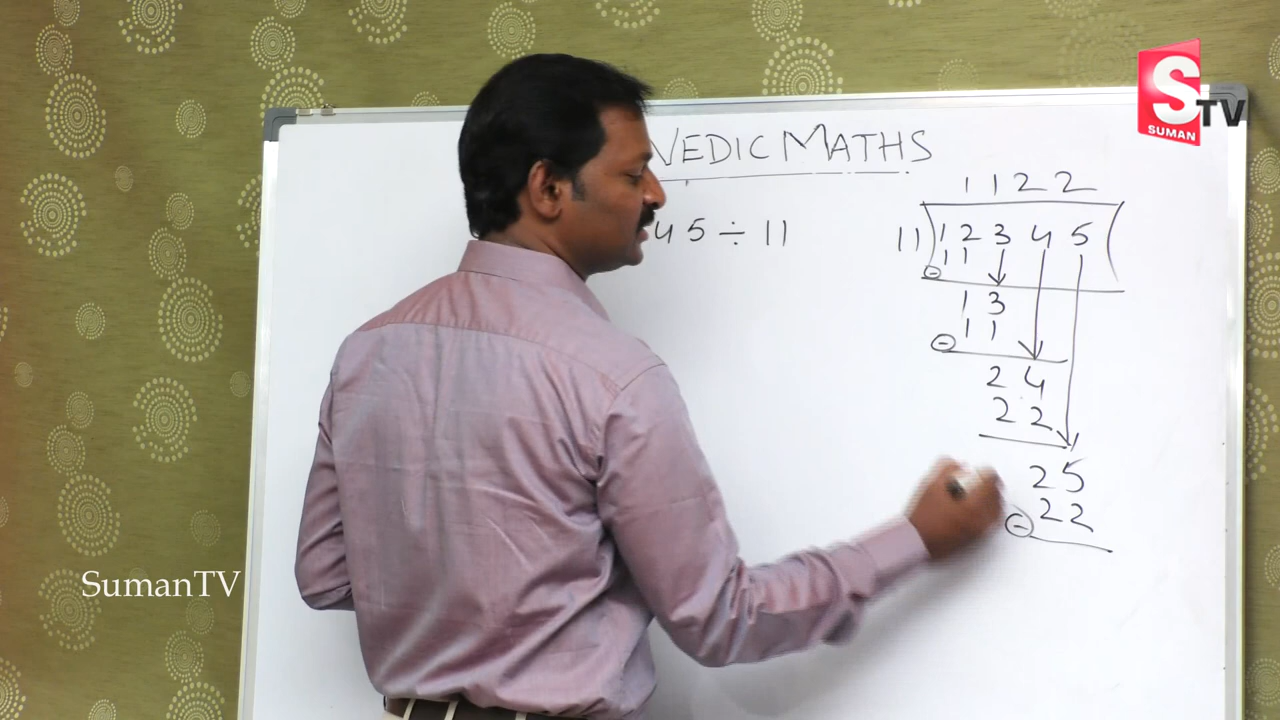 VEDIC MATHS
45 ÷ 11
1122
11)12345(
11
13
11
24
22
25
22
S TV
SUMAN
SumanTV